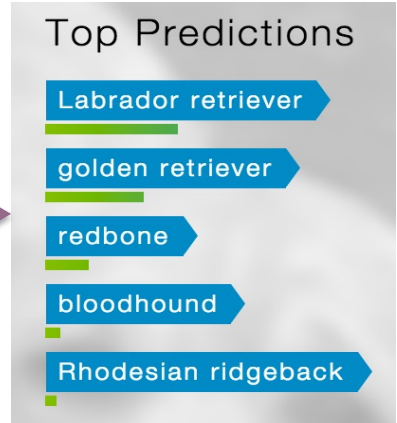 Top Predictions
Labrador retriever
golden retriever
redbone
bloodhound
Rhodesian ridgeback